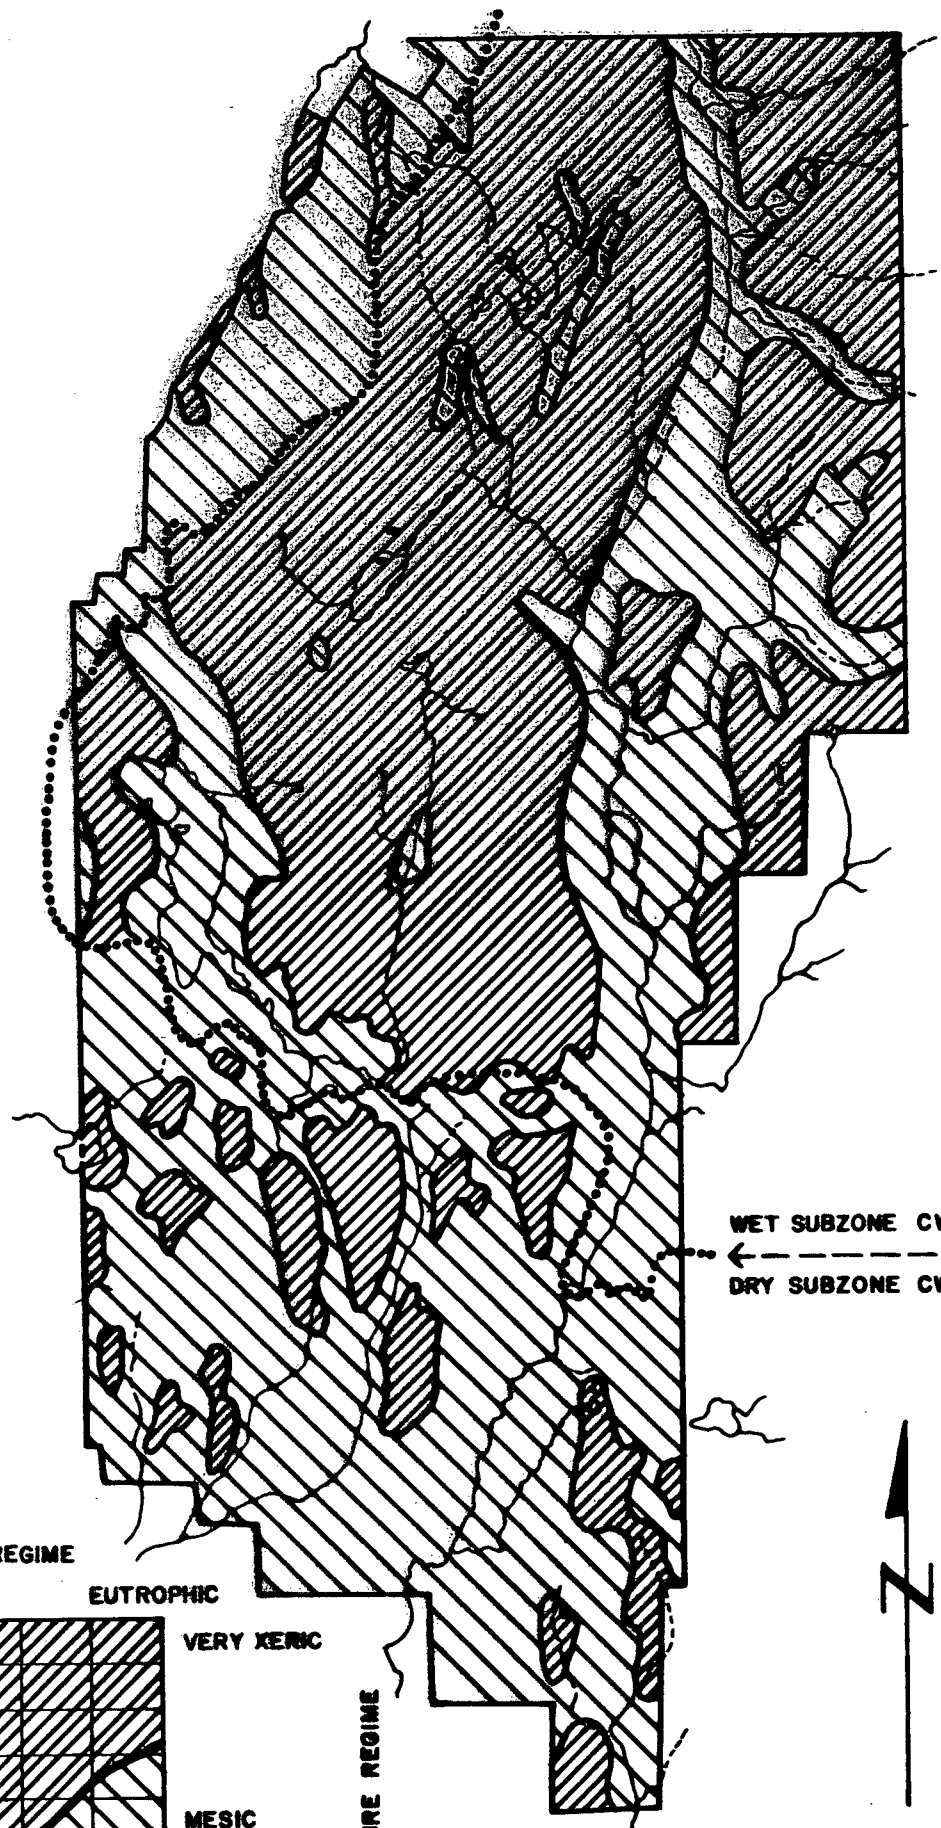 WET SUBZONE CW
DRY SUBZONE CW
N
REGIME
EUTROPHIC
VERY XERIC
MESIC
RE REGIME